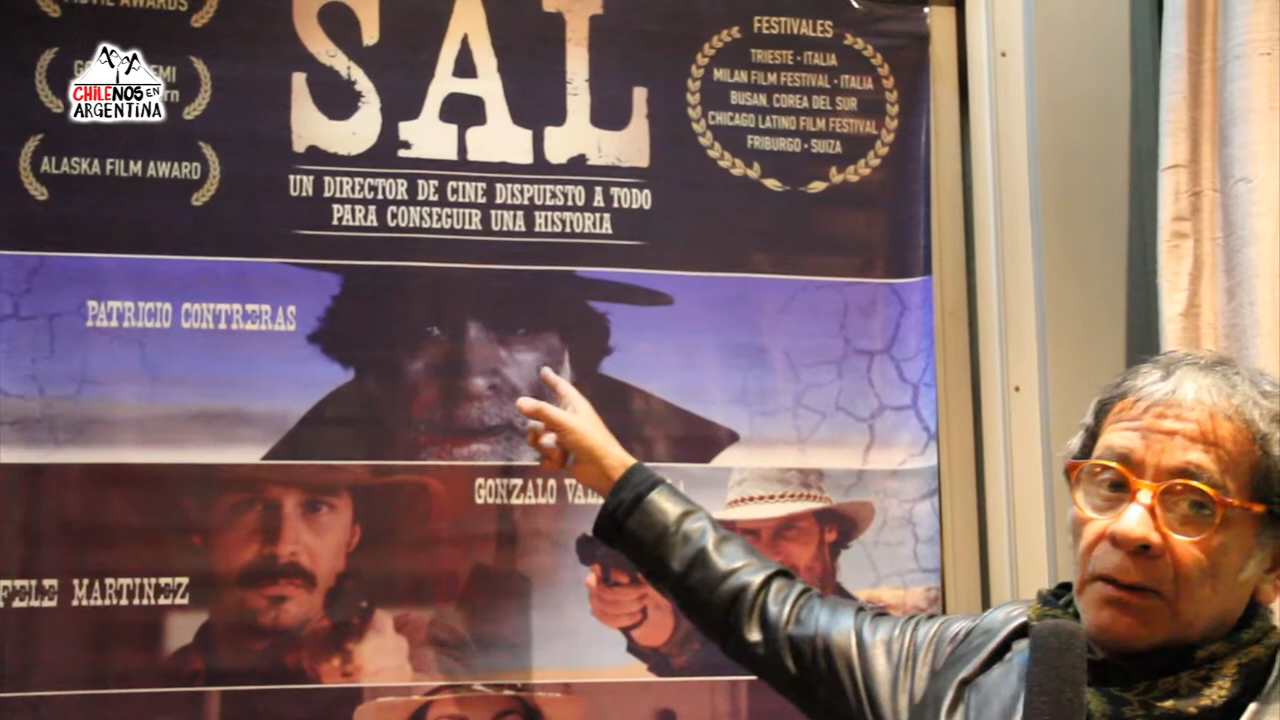 MOVIE AWARDS
CHILENOS EN
ARGENTINA
ALASKA FILM AWARD
SAL
UN DIRECTOR DE CINE DISPUESTO A TODO
PARA CONSEGUIR UNA HISTORIA
FESTIVALES
TRIESTE · ITALIA
MILAN FILM FESTIVAL · ITALIA
BUSAN. COREA DEL SUR
CHICAGO LATINO FILM FESTIVAL
FRIBURGO · SUIZA
PATRICIO CONTRERAS
GONZALO
FELE MARTINEZ